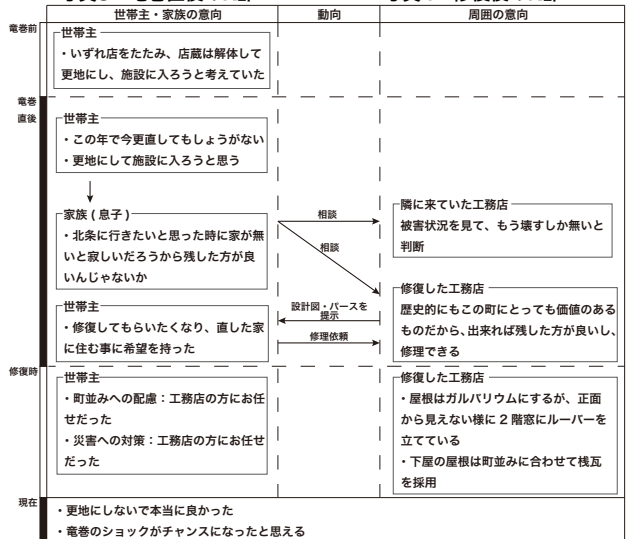 世帯主・家族の意向
動向
周囲の意向
竜巻前
世帯主
・いずれ店をたたみ、店蔵は解体して
更地にし、施設に入ろうと考えていた
竜巻
直後
世帯主
・この年で今更直してもしょうがない
・更地にして施設に入ろうと思う
家族 ( 息子 )
・北条に行きたいと思った時に家が無
いと寂しいだろうから残した方が良
いんじゃないか
相談
相談
隣に来ていた工務店
被害状況を見て、もう壊すしか無いと
判断
世帯主
・修復してもらいたくなり、直した家
に住む事に希望を持った
設計図・パースを
提示
修理依頼
修復した工務店
歴史的にもこの町にとっても価値のある
ものだから、出来れば残した方が良いし、
修理できる
修復時
世帯主
・町並みへの配慮：工務店の方にお任
せだった
・災害への対策：工務店の方にお任せ
だった
修復した工務店
・屋根はガルバリウムにするが、正面
から見えない様に 2 階窓にルーバーを
立てている
・下屋の屋根は町並みに合わせて桟瓦
を採用
現在
・更地にしないで本当に良かった
・竜巻のショックがチャンスになったと思える